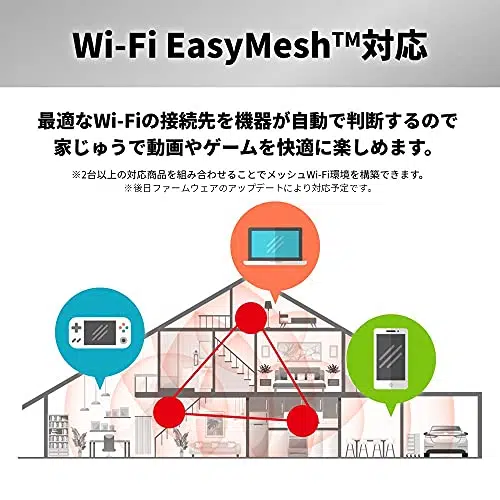 Wi-Fi EasyMesh™対応
最適なWi-Fiの接続先を機器が自動で判断するので
家じゅうで動画やゲームを快適に楽しめます。
※2台以上の対応商品を組み合わせることでメッシュWi-Fi環境を構築できます。
※後日ファームウェアのアップデートにより対応予定です。